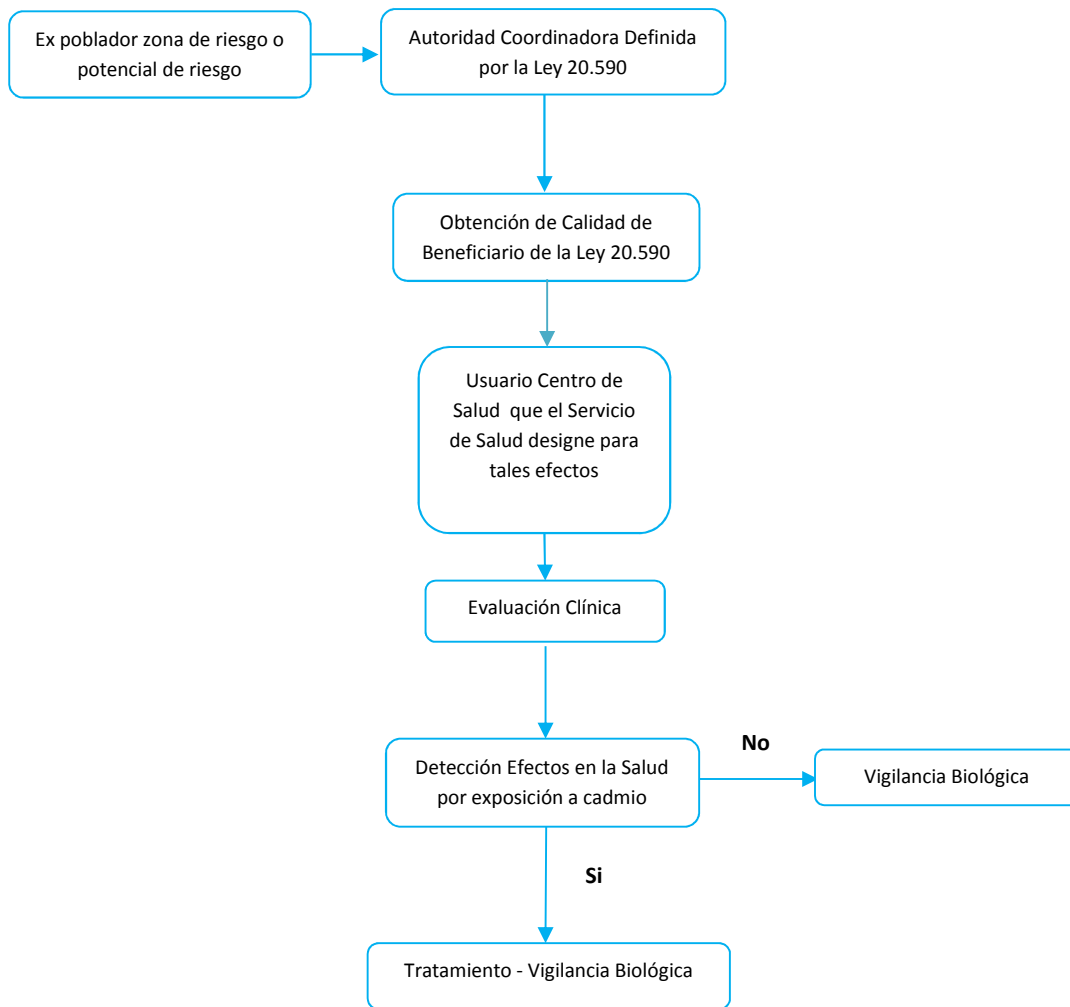 Ex poblador zona de riesgo o
potencial de riesgo
Autoridad Coordinadora Definida
por la Ley 20.590
Obtención de Calidad de
Beneficiario de la Ley 20.590
Usuario Centro de
Salud que el Servicio
de Salud designe para
tales efectos
Evaluación Clínica
Detección Efectos en la Salud
por exposición a cadmio
No
Vigilancia Biológica
Si
Tratamiento - Vigilancia Biológica